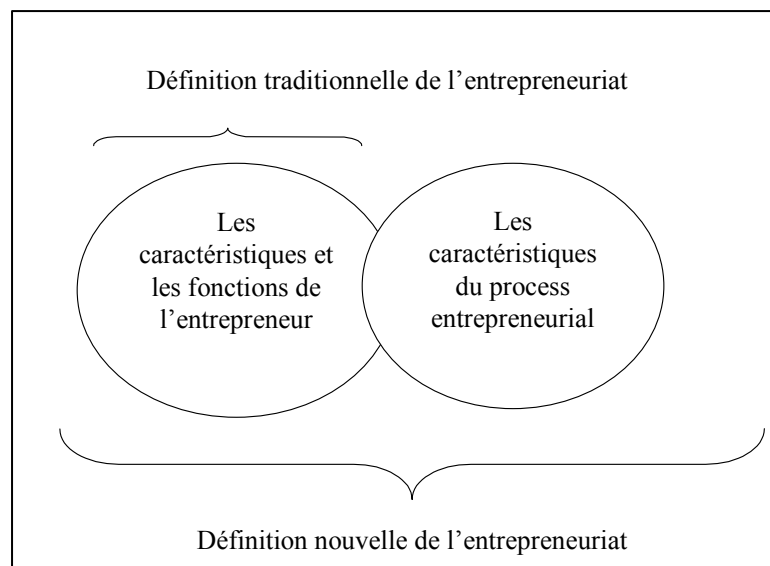 Définition traditionnelle de l’entrepreneuriat
Les
caractéristiques et
les fonctions de
l’entrepreneur
Les
caractéristiques
du process
entrepreneurial
Définition nouvelle de l’entrepreneuriat